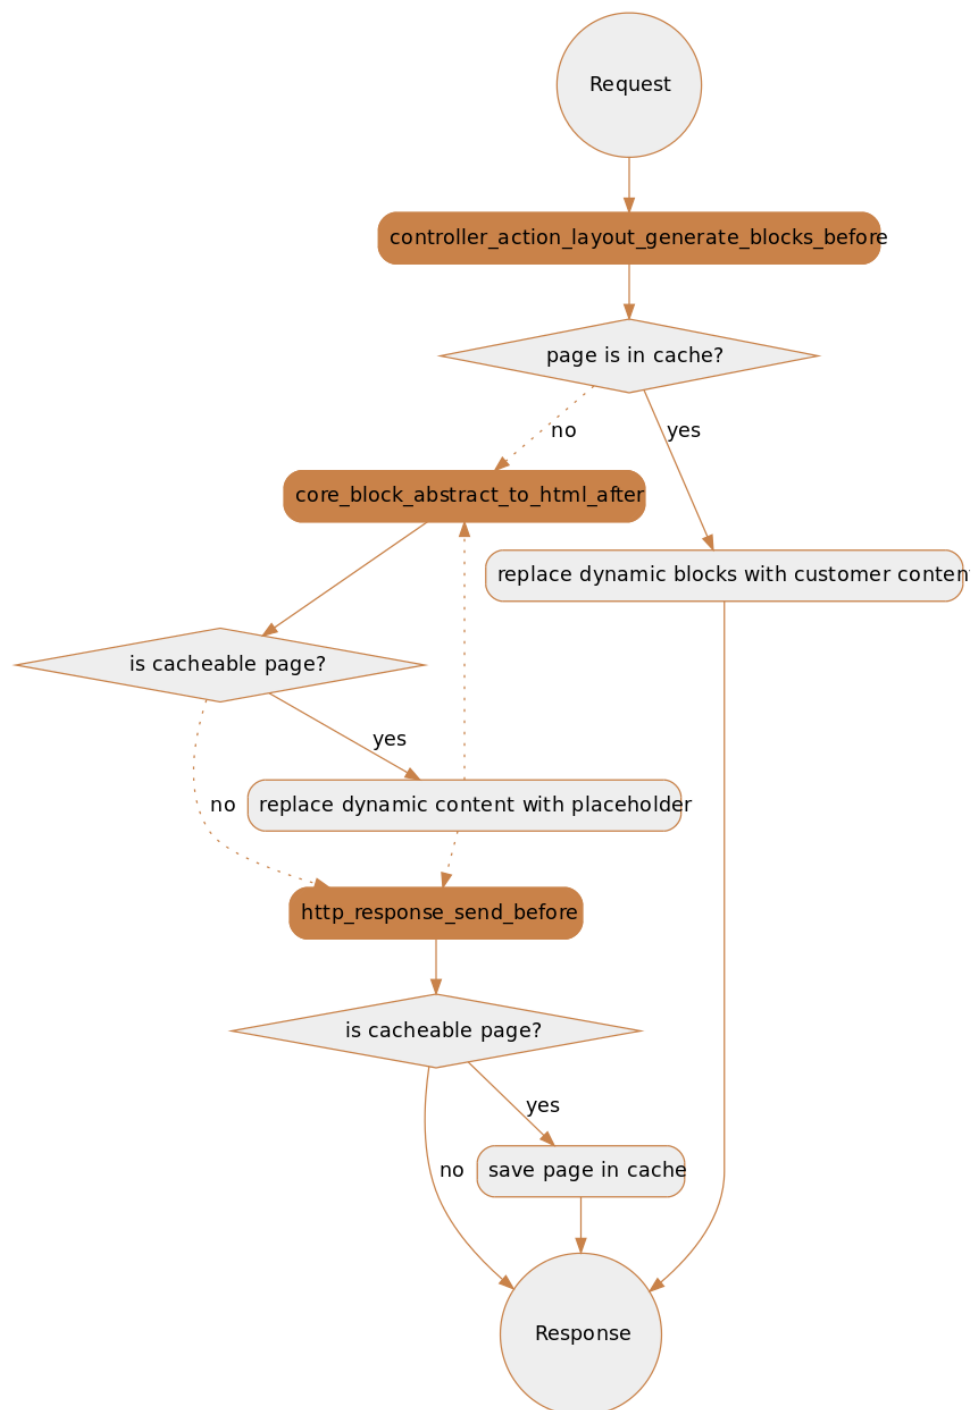 Request
controller_action_layout_generate_blocks_before
page is in cache?
no
yes
core_block_abstract_to_html_after
replace dynamic blocks with customer conten
is cacheable page?
yes
no
replace dynamic content with placeholder
http_response_send_before
is cacheable page?
yes
no
save page in cache
Response